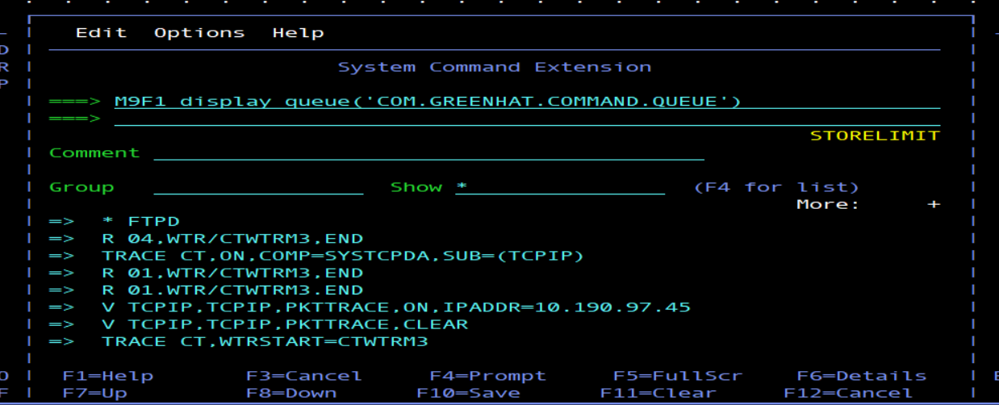 Edit Options Help
System Command Extension
===> M9F1 display queue('COM.GREENHAT.COMMAND.QUEUE')
===>
STORELIMIT
Comment
Group Show * (F4 for list)
More: +
=> * FTPD
=> R 04,WTR/CTWTRM3,END
=> TRACE CT,ON,COMP=SYSTCPDA,SUB=(TCPIP)
=> R 01,WTR/CTWTRM3,END
=> R 01.WTR/CTWTRM3.END
=> V TCPIP,TCPIP,PKTTRACE,ON,IPADDR=10.190.97.45
=> V TCPIP,TCPIP,PKTTRACE,CLEAR
=> TRACE CT,WTRSTART=CTWTRM3
F1=Help F3=Cancel F4=Prompt F5=FullScr F6=Details
F7=Up F8=Down F10=Save F11=Clear F12=Cancel